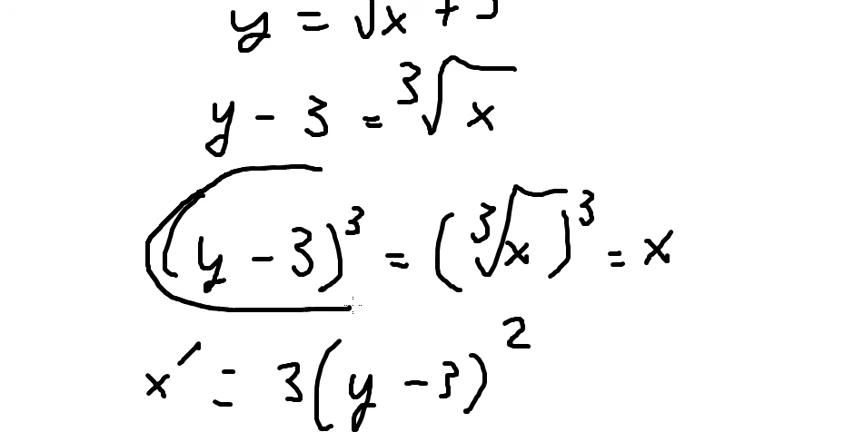 y = √x + 3
y - 3 = ³√x
(y - 3)³ = (³√x)³ = x
x′ = 3(y - 3)²